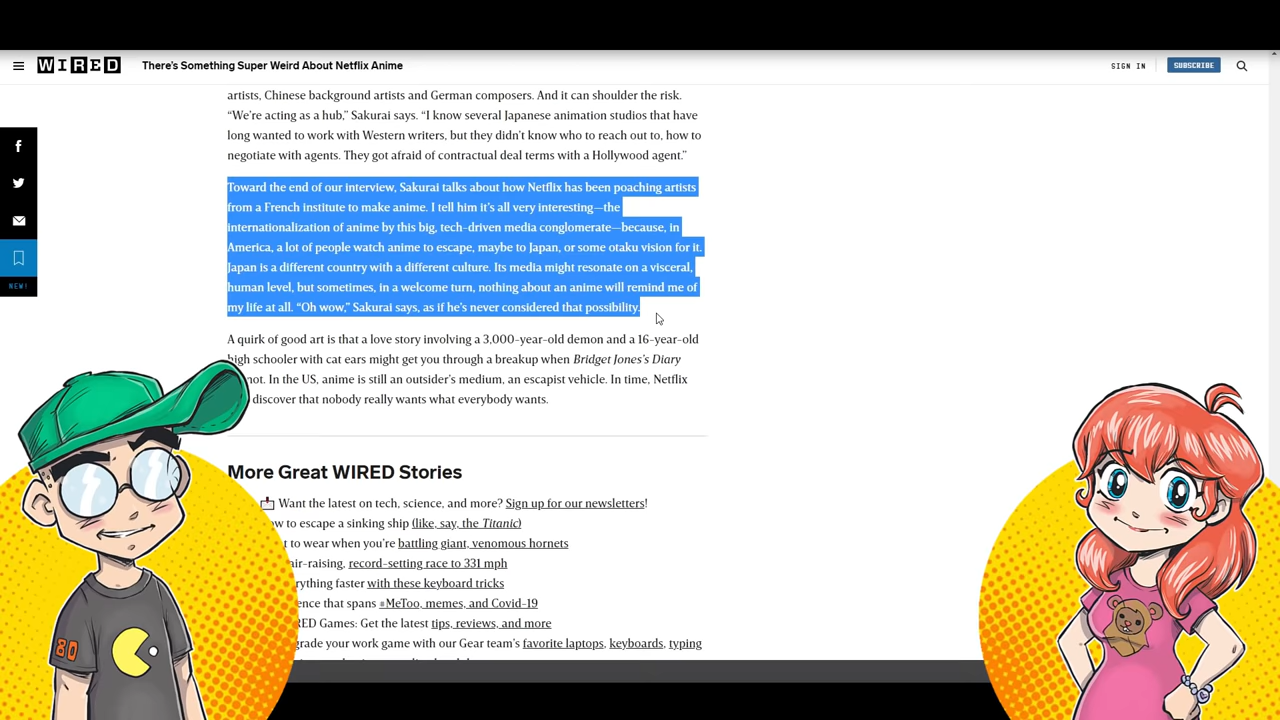 WIRED
There's Something Super Weird About Netflix Anime
SIGN IN
SUBSCRIBE
artists, Chinese background artists and German composers. And it can shoulder the risk.
“We’re acting as a hub,” Sakurai says. “I know several Japanese animation studios that have
long wanted to work with Western writers, but they didn’t know who to reach out to, how to
negotiate with agents. They got afraid of contractual deal terms with a Hollywood agent.”
Toward the end of our interview, Sakurai talks about how Netflix has been poaching artists
from a French institute to make anime. I tell him it’s all very interesting—the
internationalization of anime by this big, tech-driven media conglomerate—because, in
America, a lot of people watch anime to escape, maybe to Japan, or some otaku vision for it.
Japan is a different country with a different culture. Its media might resonate on a visceral,
human level, but sometimes, in a welcome turn, nothing about an anime will remind me of
my life at all. “Oh wow,” Sakurai says, as if he’s never considered that possibility.
NEW!
A quirk of good art is that a love story involving a 3,000-year-old demon and a 16-year-old
high schooler with cat ears might get you through a breakup when Bridget Jones’s Diary
not. In the US, anime is still an outsider’s medium, an escapist vehicle. In time, Netflix
discover that nobody really wants what everybody wants.
More Great WIRED Stories
Want the latest on tech, science, and more? Sign up for our newsletters!
ow to escape a sinking ship (like, say, the Titanic)
t to wear when you’re battling giant, venomous hornets
air-raising, record-setting race to 331 mph
rything faster with these keyboard tricks
ence that spans #MeToo, memes, and Covid-19
RED Games: Get the latest tips, reviews, and more
grade your work game with our Gear team’s favorite laptops, keyboards, typing
80